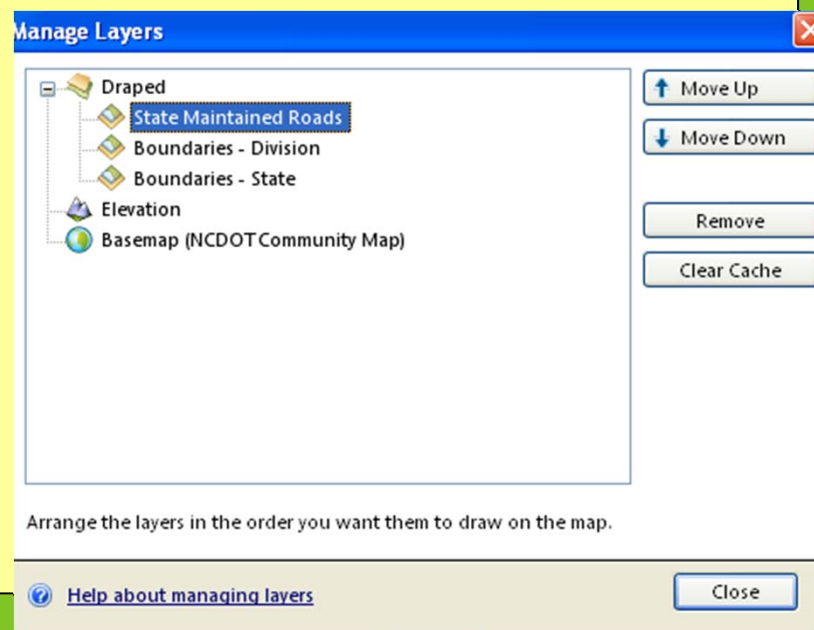 Manage Layers
Draped
State Maintained Roads
Boundaries - Division
Boundaries - State
Elevation
Basemap (NCDOT Community Map)
Move Up
Move Down
Remove
Clear Cache
Arrange the layers in the order you want them to draw on the map.
Help about managing layers
Close